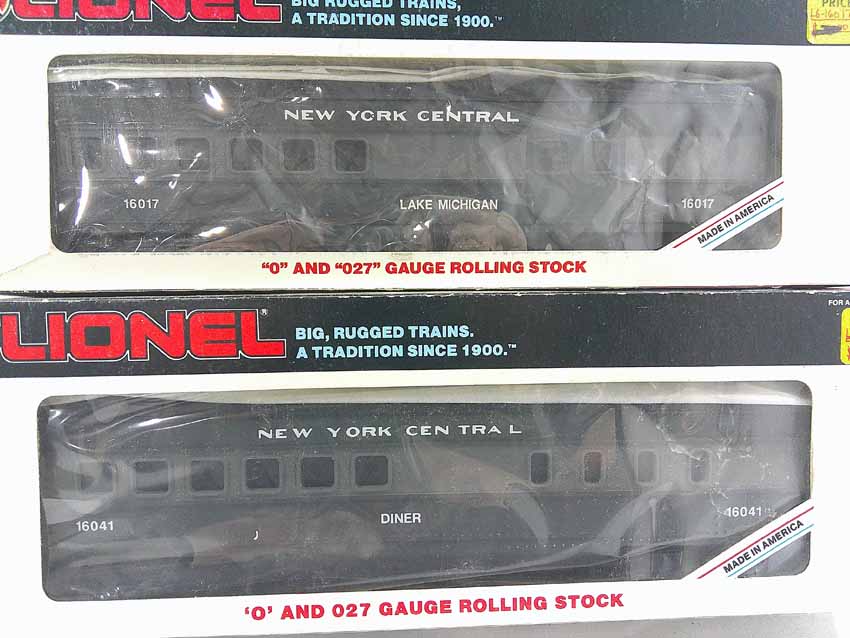 LIONEL
BIG RUGGED TRAINS,
A TRADITION SINCE 1900.™
PRICE
NEW YORK CENTRAL
16017
LAKE MICHIGAN
16017
MADE IN AMERICA
"O" AND "027" GAUGE ROLLING STOCK
LIONEL®
BIG, RUGGED TRAINS.
A TRADITION SINCE 1900.™
FOR A
NEW YORK CENTRAL
16041
DINER
16041
MADE IN AMERICA
'O' AND 027 GAUGE ROLLING STOCK